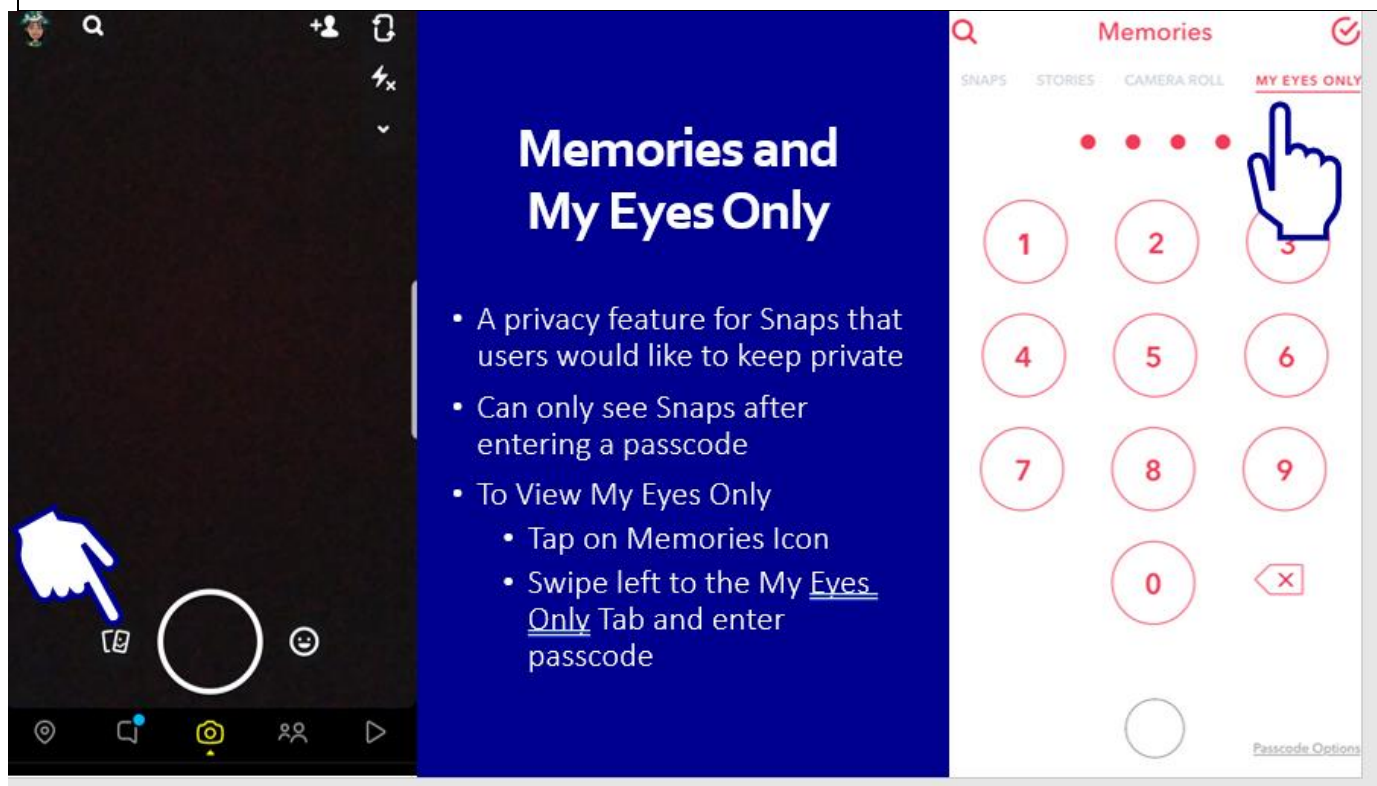 Memories and
My Eyes Only
• A privacy feature for Snaps that
users would like to keep private
• Can only see Snaps after
entering a passcode
• To View My Eyes Only
• Tap on Memories Icon
• Swipe left to the My Eyes
Only Tab and enter
passcode
Memories
SNAPS STORIES CAMERA ROLL MY EYES ONLY
1 2 3
4 5 6
7 8 9
0
Passcode Options